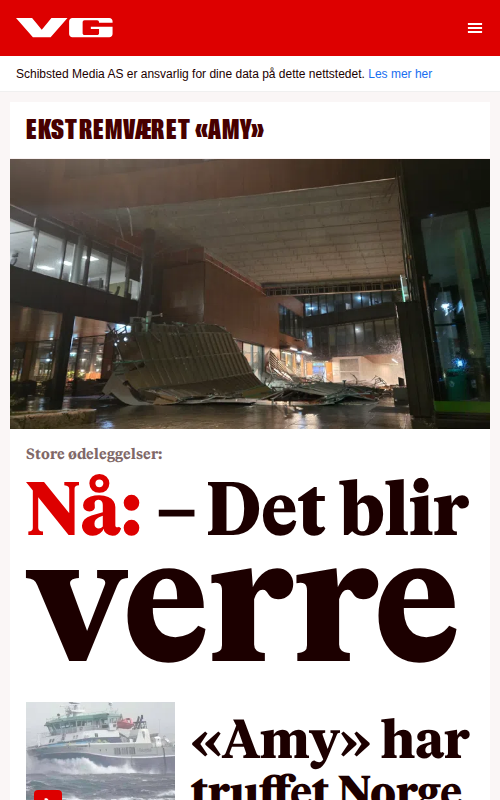 VG
Schibsted Media AS er ansvarlig for dine data på dette nettstedet. Les mer her
EKSTREMVÆRET «AMY»
Store ødeleggelser:
Nå: – Det blir
verre
«Amy» har
truffet Norge